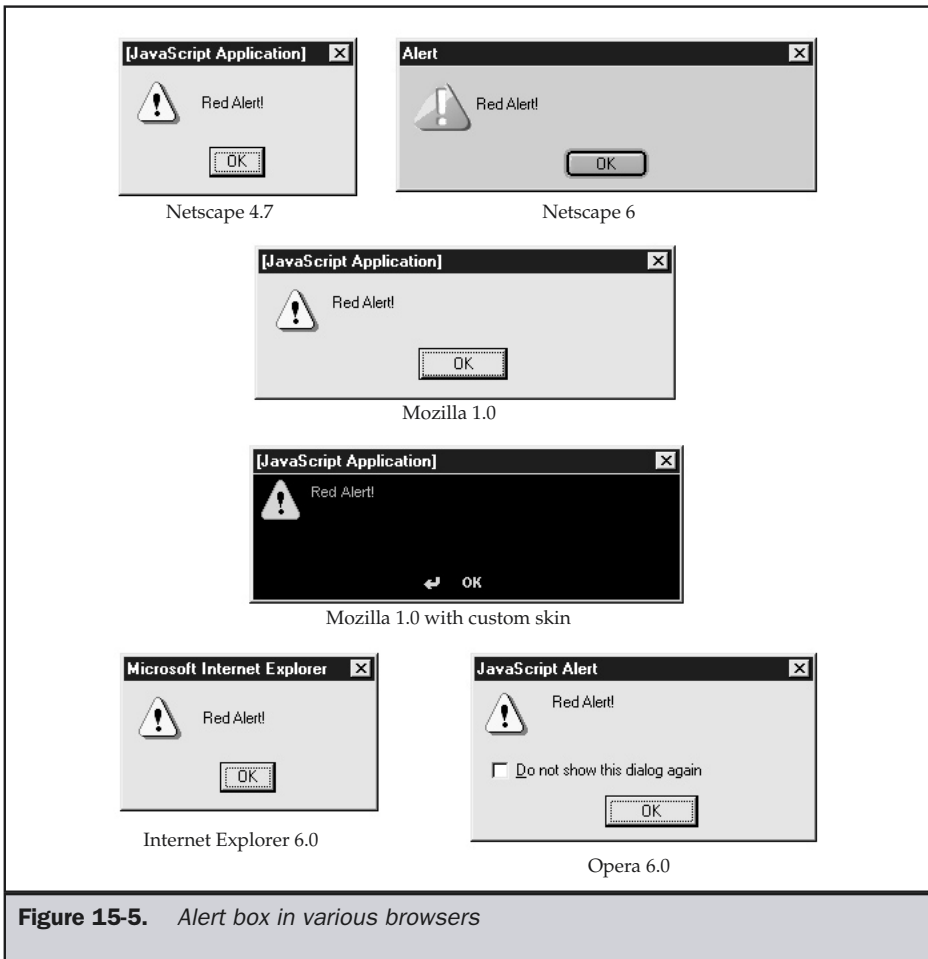 [JavaScript Application]
Red Alert!
OK
Netscape 4.7
Alert
Red Alert!
OK
Netscape 6
[JavaScript Application]
Red Alert!
OK
Mozilla 1.0
[JavaScript Application]
Red Alert!
OK
Mozilla 1.0 with custom skin
Microsoft Internet Explorer
Red Alert!
OK
Internet Explorer 6.0
JavaScript Alert
Red Alert!
Do not show this dialog again
OK
Opera 6.0
Figure 15-5. Alert box in various browsers